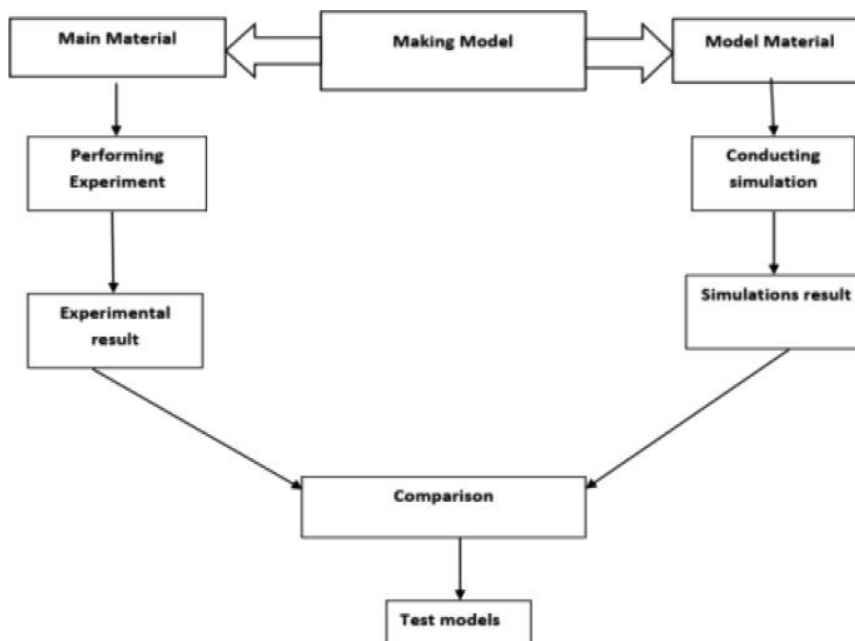 Main Material
Making Model
Model Material
Performing
Experiment
Conducting
simulation
Experimental
result
Simulations result
Comparison
Test models